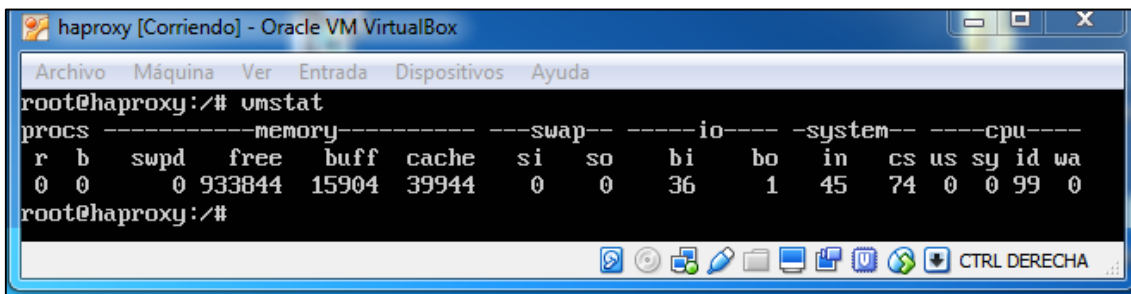 haproxy [Corriendo] - Oracle VM VirtualBox
Archivo Máquina Ver Entrada Dispositivos Ayuda
root@haproxy:/# vmstat
procs -----------memory---------- ---swap-- -----io---- -system-- ----cpu----
 r  b   swpd   free   buff  cache   si   so    bi    bo   in   cs us sy id wa
 0  0      0 933844  15904  39944    0    0    36     1   45   74  0  0 99  0
root@haproxy:/#
CTRL DERECHA